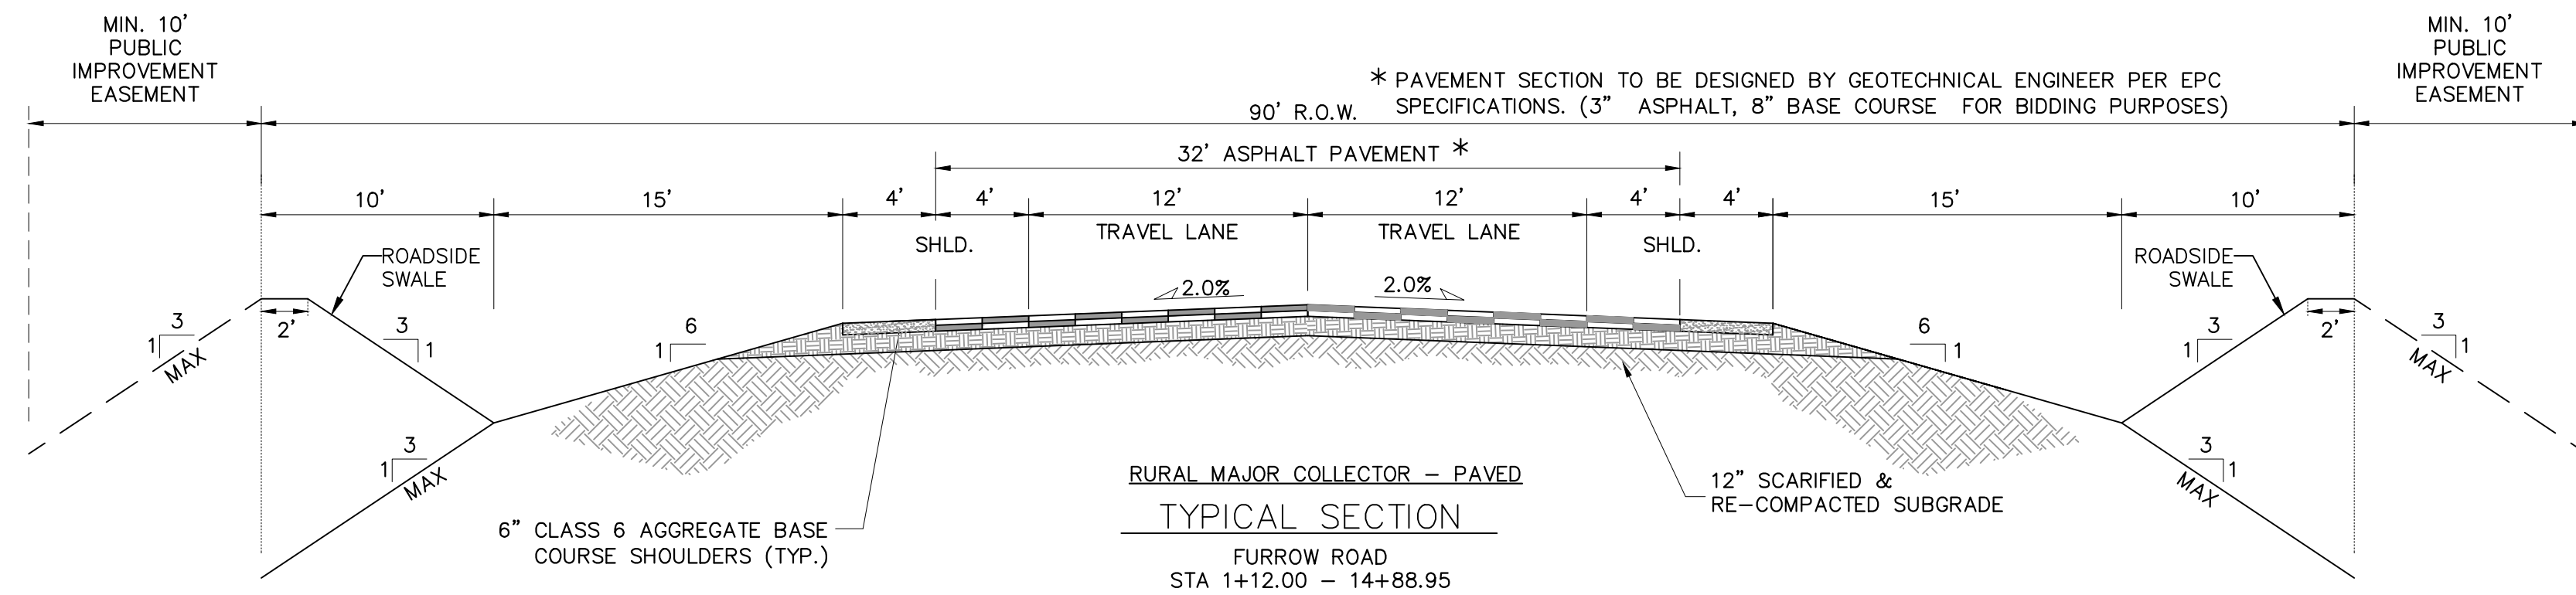 MIN. 10'
PUBLIC
IMPROVEMENT
EASEMENT
MIN. 10'
PUBLIC
IMPROVEMENT
EASEMENT
* PAVEMENT SECTION TO BE DESIGNED BY GEOTECHNICAL ENGINEER PER EPC
SPECIFICATIONS. (3" ASPHALT, 8" BASE COURSE FOR BIDDING PURPOSES)
90' R.O.W.
32' ASPHALT PAVEMENT *
10' 15' 4' 4' 12' 12' 4' 4' 15' 10'
SHLD. TRAVEL LANE TRAVEL LANE SHLD.
ROADSIDE
SWALE
ROADSIDE
SWALE
2.0% 2.0%
2' 2'
3
1
MAX
3
1
6
1
6
1
3
1
3
1
MAX
3
1
MAX
3
1
MAX
RURAL MAJOR COLLECTOR – PAVED
TYPICAL SECTION
FURROW ROAD
STA 1+12.00 – 14+88.95
6" CLASS 6 AGGREGATE BASE
COURSE SHOULDERS (TYP.)
12" SCARIFIED &
RE-COMPACTED SUBGRADE